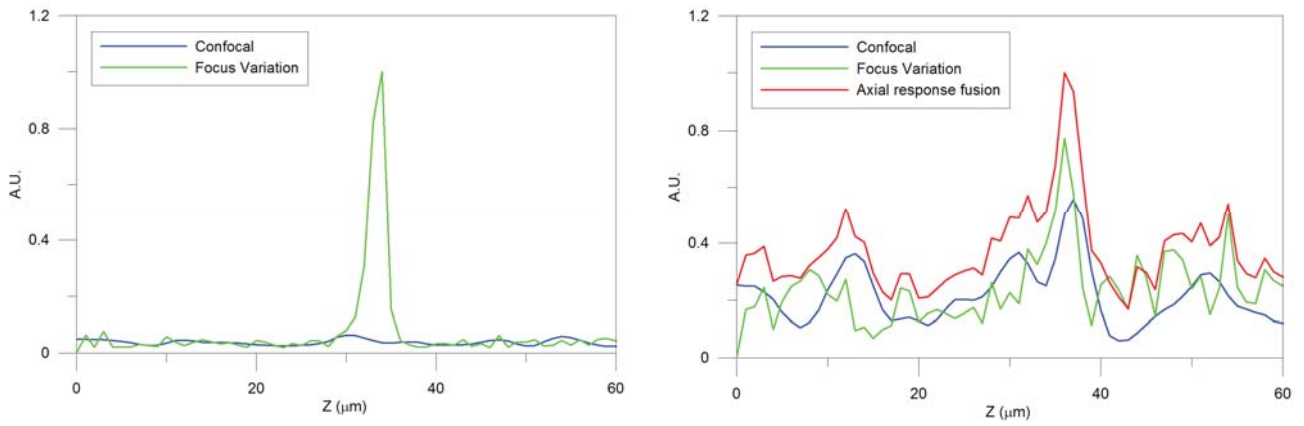 1.2
0.8
0.4
0
A.U.
Confocal
Focus Variation
0 20 40 60
Z (μm)
1.2
0.8
0.4
0
A.U.
Confocal
Focus Variation
Axial response fusion
0 20 40 60
Z (μm)